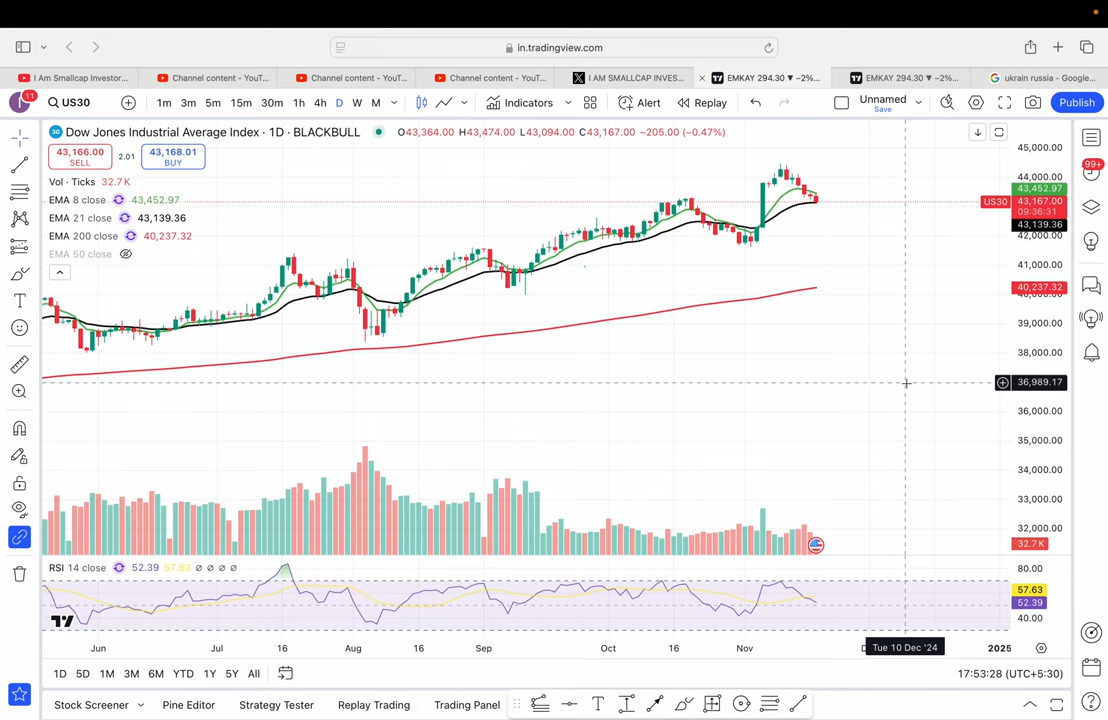 in.tradingview.com
I Am Smallcap Investor...
Channel content - YouT...
Channel content - YouT...
Channel content - YouT...
I AM SMALLCAP INVES...
EMKAY 294.30 ▼ −2%...
EMKAY 294.30 ▼ −2%...
ukrain russia - Google...
I 11 US30 1m 3m 5m 15m 30m 1h 4h D W M Indicators Alert Replay Unnamed Save Publish
30 Dow Jones Industrial Average Index · 1D · BLACKBULL O43,364.00 H43,474.00 L43,094.00 C43,167.00 −205.00 (−0.47%)
43,166.00 SELL 2.01 43,168.01 BUY
Vol · Ticks 32.7 K
EMA 8 close 43,452.97
EMA 21 close 43,139.36
EMA 200 close 40,237.32
EMA 50 close
45,000.00
99+
44,000.00
43,452.97
US30 43,167.00
09:36:31
43,139.36
42,000.00
41,000.00
40,237.32
40,000.00
39,000.00
38,000.00
36,989.17
36,000.00
35,000.00
34,000.00
33,000.00
32,000.00
32.7 K
RSI 14 close 52.39 57.63 ∅ ∅ ∅ ∅
80.00
57.63
52.39
40.00
Jun Jul 16 Aug 16 Sep Oct 16 Nov Tue 10 Dec '24 2025
1D 5D 1M 3M 6M YTD 1Y 5Y All 17:53:28 (UTC+5:30)
Stock Screener Pine Editor Strategy Tester Replay Trading Trading Panel